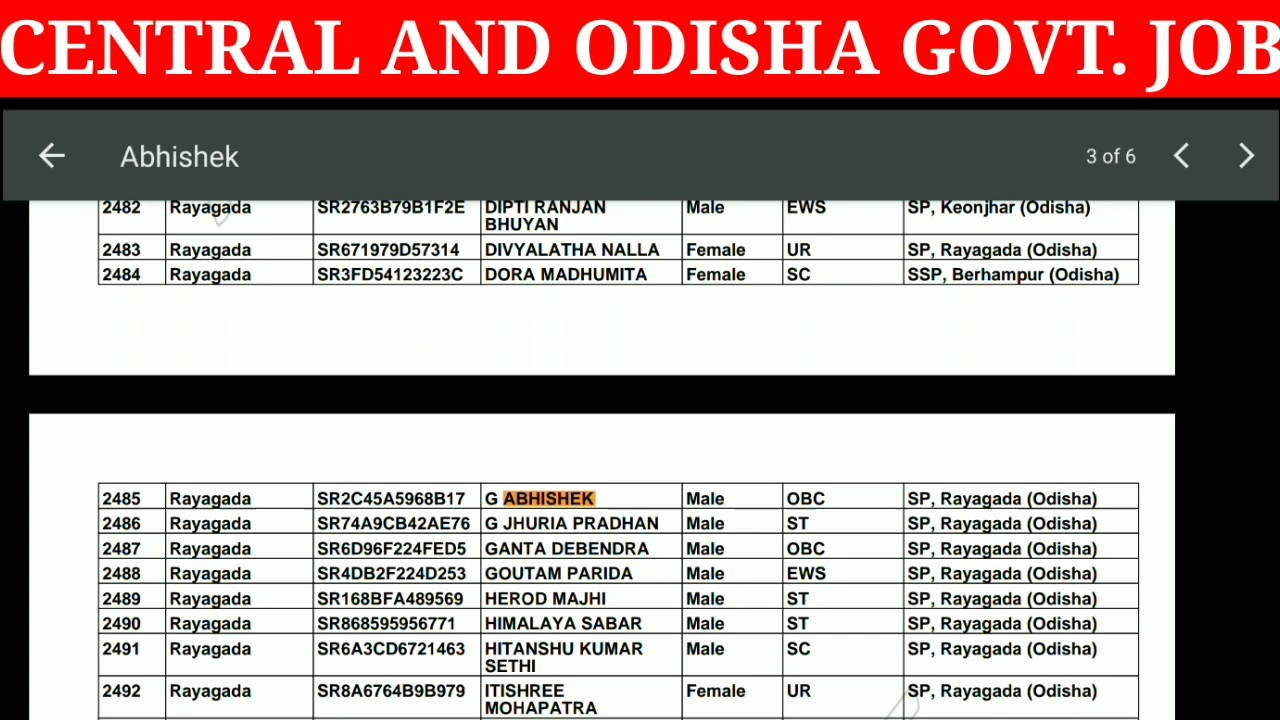 CENTRAL AND ODISHA GOVT. JOB
Abhishek 3 of 6
2482 Rayagada SR2763B79B1F2E DIPTI RANJAN Male EWS SP, Keonjhar (Odisha)
BHUYAN
2483 Rayagada SR671979D57314 DIVYALATHA NALLA Female UR SP, Rayagada (Odisha)
2484 Rayagada SR3FD54123223C DORA MADHUMITA Female SC SSP, Berhampur (Odisha)
2485 Rayagada SR2C45A5968B17 G ABHISHEK Male OBC SP, Rayagada (Odisha)
2486 Rayagada SR74A9CB42AE76 G JHURIA PRADHAN Male ST SP, Rayagada (Odisha)
2487 Rayagada SR6D96F224FED5 GANTA DEBENDRA Male OBC SP, Rayagada (Odisha)
2488 Rayagada SR4DB2F224D253 GOUTAM PARIDA Male EWS SP, Rayagada (Odisha)
2489 Rayagada SR168BFA489569 HEROD MAJHI Male ST SP, Rayagada (Odisha)
2490 Rayagada SR868595956771 HIMALAYA SABAR Male ST SP, Rayagada (Odisha)
2491 Rayagada SR6A3CD6721463 HITANSHU KUMAR Male SC SP, Rayagada (Odisha)
SETHI
2492 Rayagada SR8A6764B9B979 ITISHREE Female UR SP, Rayagada (Odisha)
MOHAPATRA